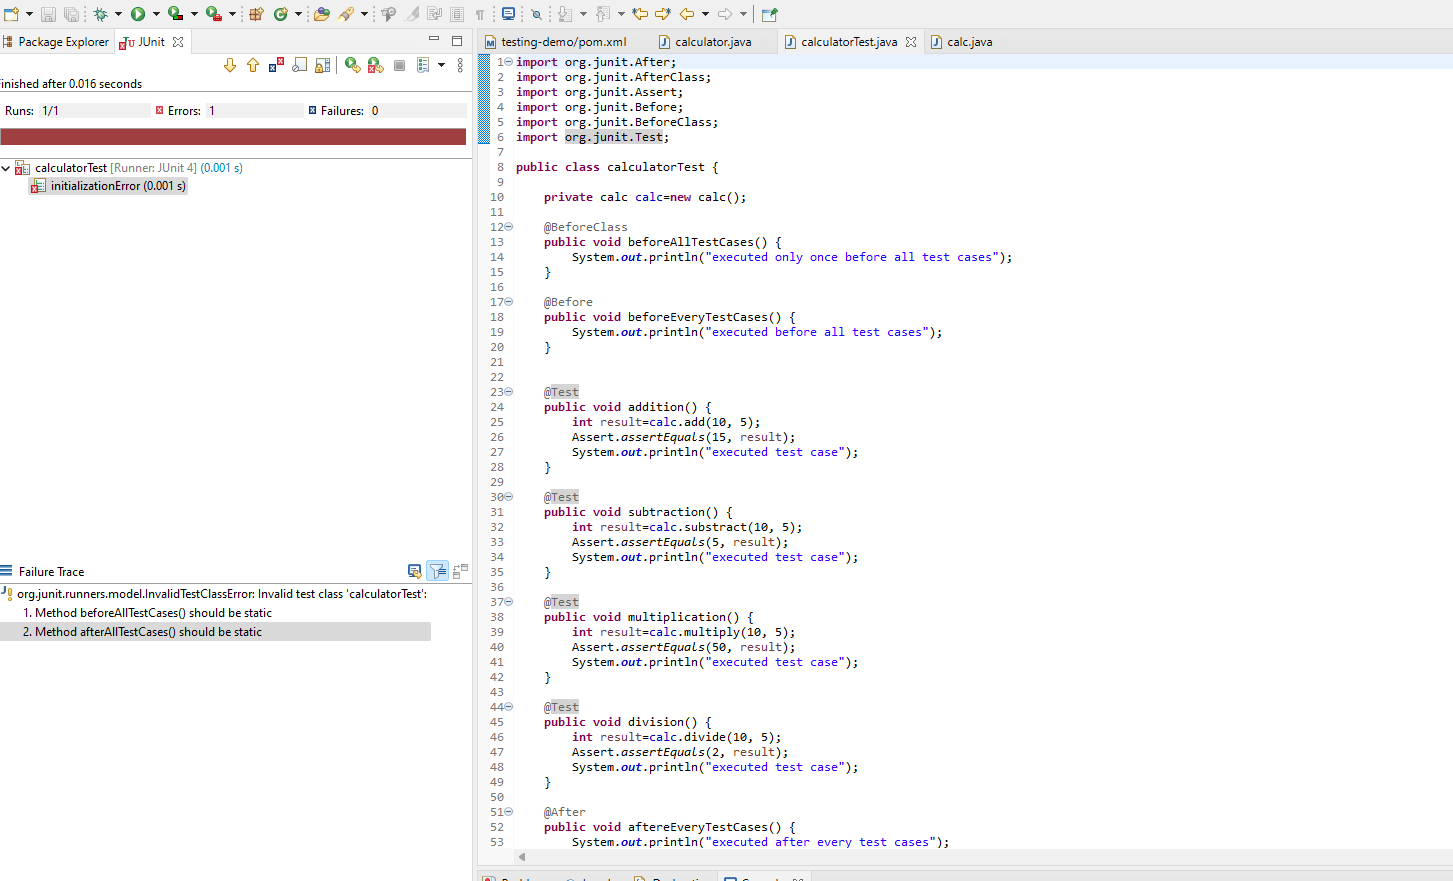 Package Explorer JUnit
testing-demo/pom.xml calculator.java calculatorTest.java calc.java
inished after 0.016 seconds
Runs: 1/1 Errors: 1 Failures: 0
calculatorTest [Runner: JUnit 4] (0.001 s)
initializationError (0.001 s)
Failure Trace
org.junit.runners.model.InvalidTestClassError: Invalid test class 'calculatorTest':
1. Method beforeAllTestCases() should be static
2. Method afterAllTestCases() should be static
1 import org.junit.After;
2 import org.junit.AfterClass;
3 import org.junit.Assert;
4 import org.junit.Before;
5 import org.junit.BeforeClass;
6 import org.junit.Test;
7
8 public class calculatorTest {
9
10 private calc calc=new calc();
11
12 @BeforeClass
13 public void beforeAllTestCases() {
14 System.out.println("executed only once before all test cases");
15 }
16
17 @Before
18 public void beforeEveryTestCases() {
19 System.out.println("executed before all test cases");
20 }
21
22
23 @Test
24 public void addition() {
25 int result=calc.add(10, 5);
26 Assert.assertEquals(15, result);
27 System.out.println("executed test case");
28 }
29
30 @Test
31 public void subtraction() {
32 int result=calc.substract(10, 5);
33 Assert.assertEquals(5, result);
34 System.out.println("executed test case");
35 }
36
37 @Test
38 public void multiplication() {
39 int result=calc.multiply(10, 5);
40 Assert.assertEquals(50, result);
41 System.out.println("executed test case");
42 }
43
44 @Test
45 public void division() {
46 int result=calc.divide(10, 5);
47 Assert.assertEquals(2, result);
48 System.out.println("executed test case");
49 }
50
51 @After
52 public void aftereEveryTestCases() {
53 System.out.println("executed after every test cases");